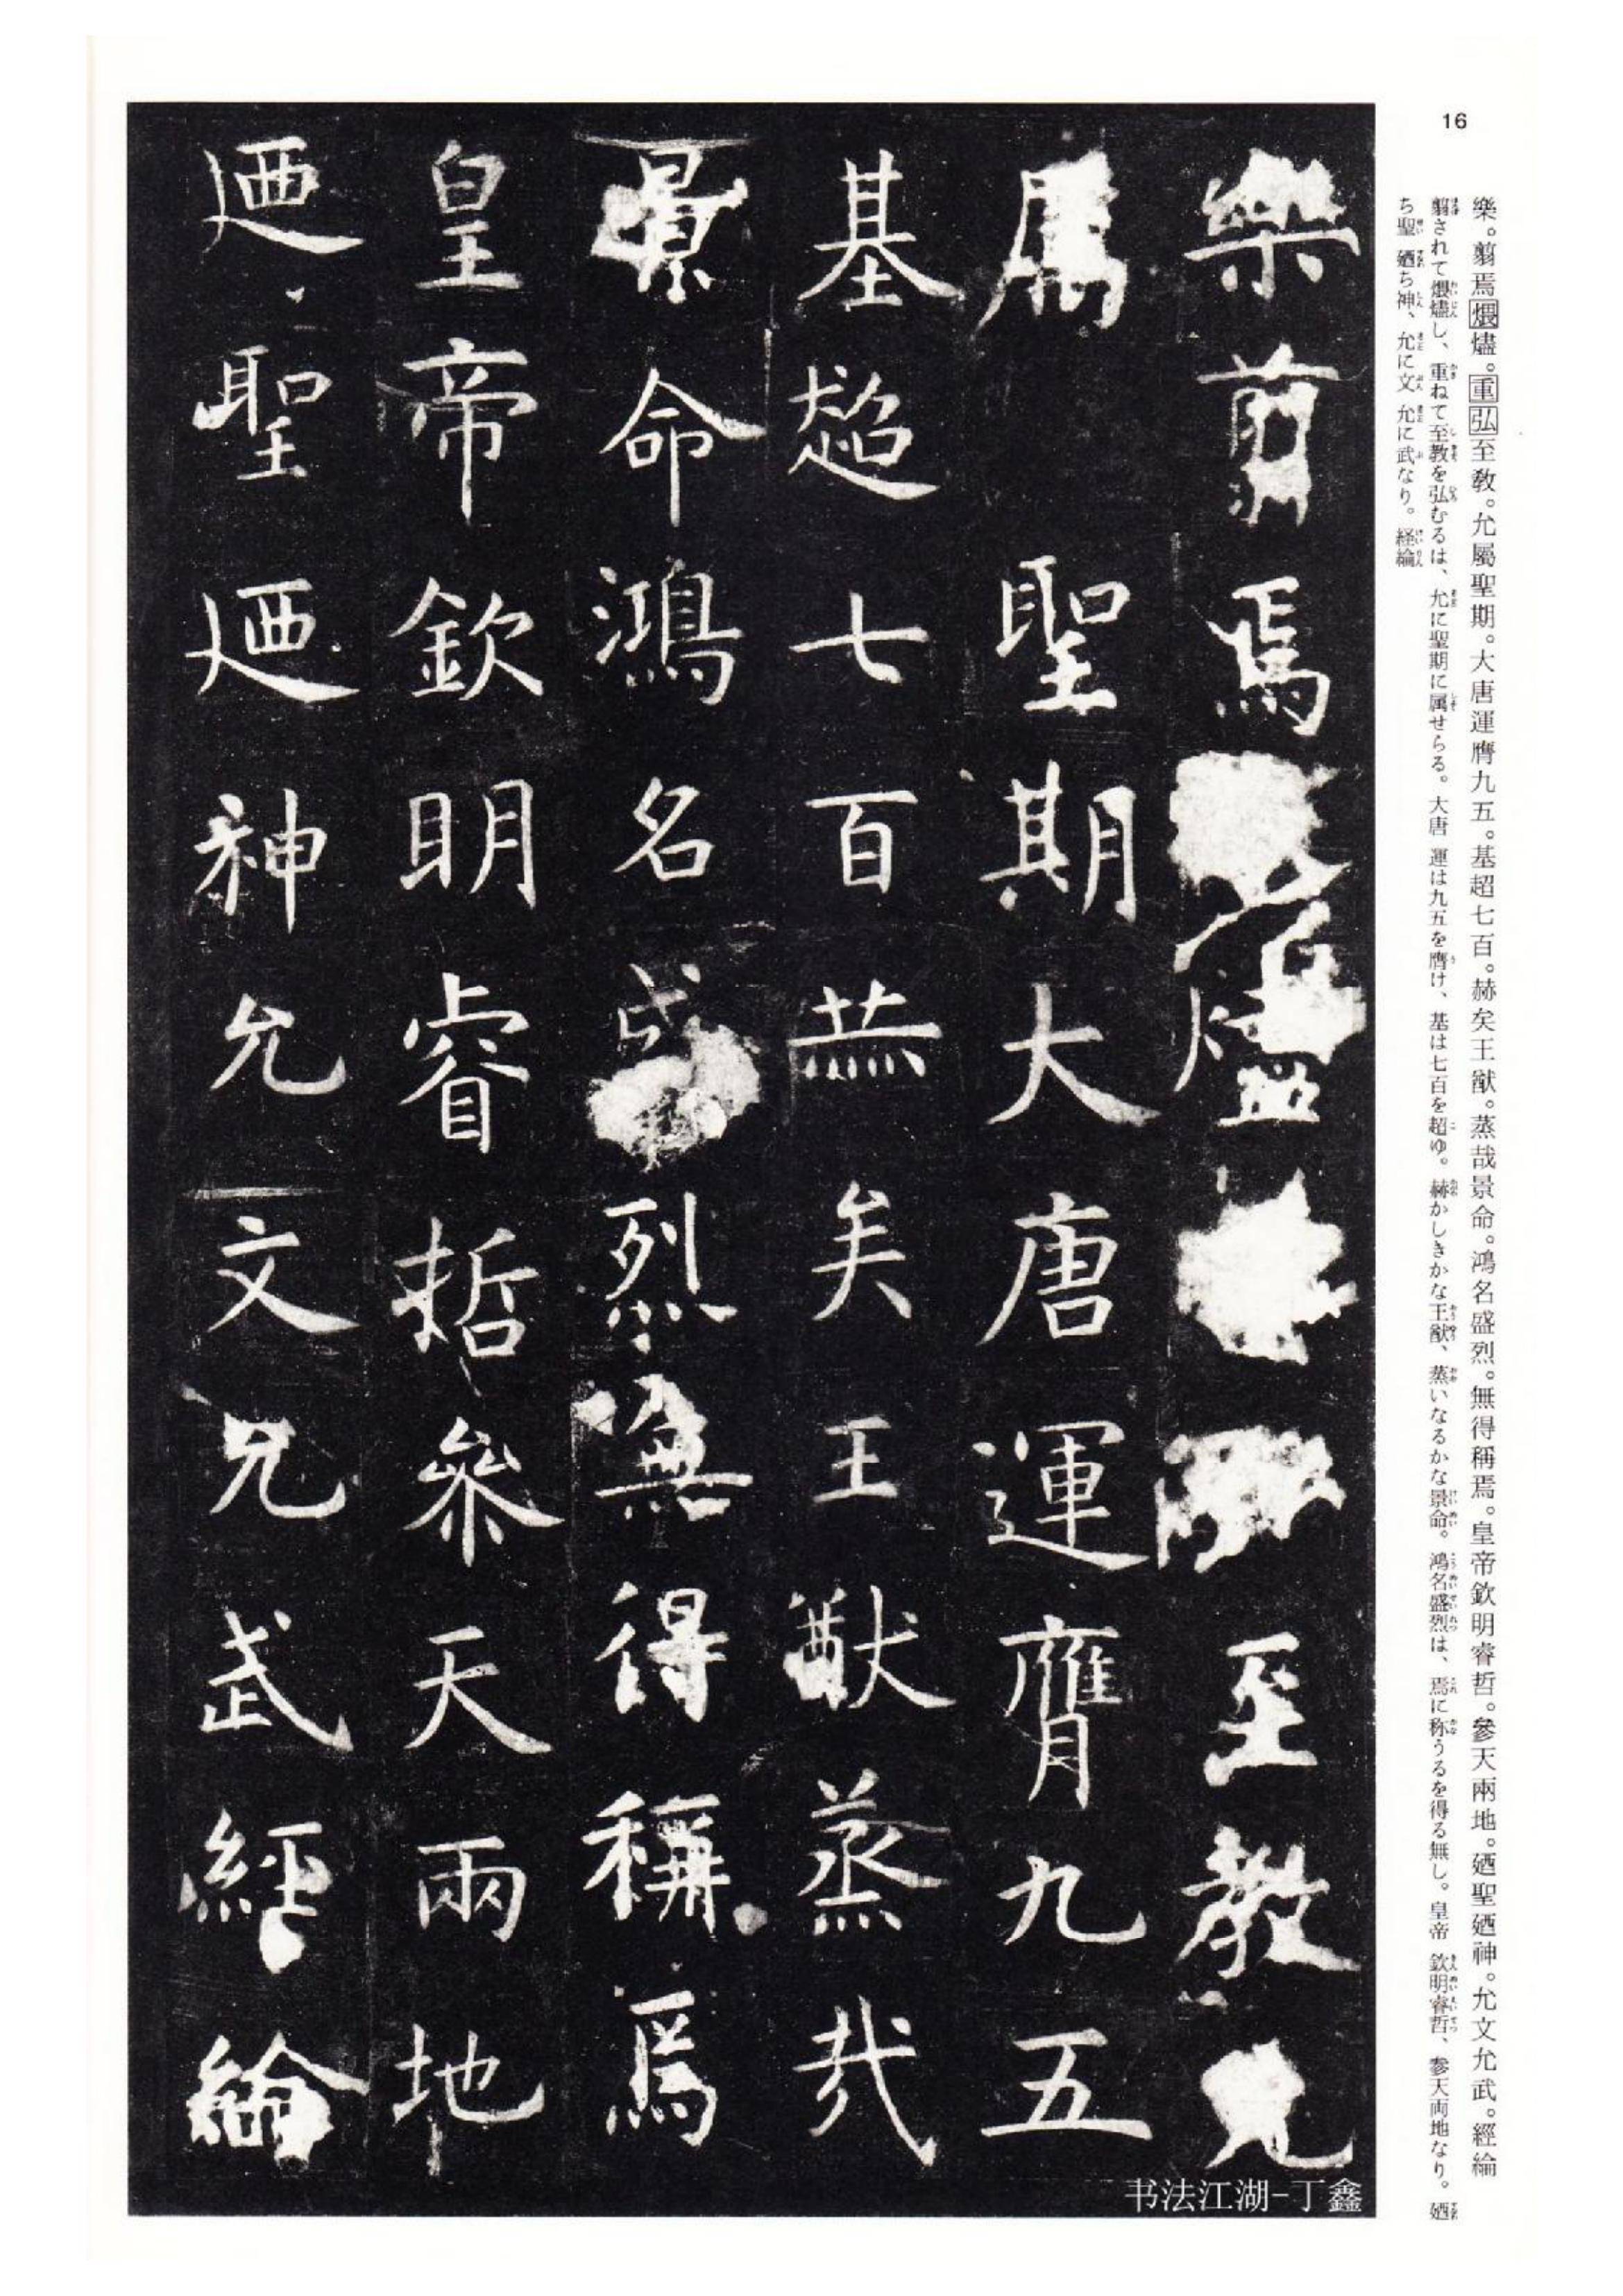 16
樂。翦焉煨燼。重弘至教。允屬聖期。大唐運膺九五。基超七百。赫矣王猷。蒸哉景命。鴻名盛烈。無得稱焉。皇帝欽明睿哲。參天兩地。廼聖廼神。允文允武。經綸
翦されて煨燼し、重ねて至教を弘むるは、允に聖期に属せらる。大唐 運は九五を膺け、基は七百を超ゆ。赫かしきかな王猷、蒸いなるかな景命。鴻名盛烈は、焉に称うるを得る無し。皇帝 欽明睿哲、参天両地なり。廼
ち聖 廼ち神、允に文 允に武なり。経綸
樂翦焉燼至教允
屬聖期大唐運膺九五
基超七百赫矣王猷蒸哉
景命鴻名盛烈無得稱焉
皇帝欽明睿哲參天兩地
廼聖廼神允文允武經綸
书法江湖-丁鑫